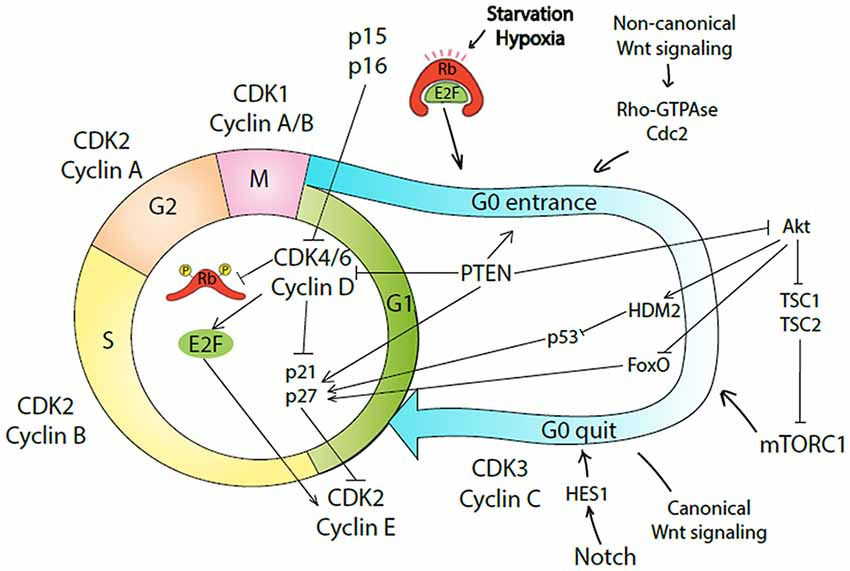 p15
p16
Starvation
Hypoxia
Rb
E2F
Non-canonical
Wnt signaling
Rho-GTPAse
Cdc2
CDK1
Cyclin A/B
CDK2
Cyclin A
M
G2
G0 entrance
Akt
CDK4/6
Cyclin D
P
P
Rb
PTEN
G1
TSC1
TSC2
HDM2
p53
FoxO
E2F
S
p21
p27
CDK2
Cyclin B
G0 quit
mTORC1
CDK3
Cyclin C
HES1
CDK2
Cyclin E
Canonical
Wnt signaling
Notch